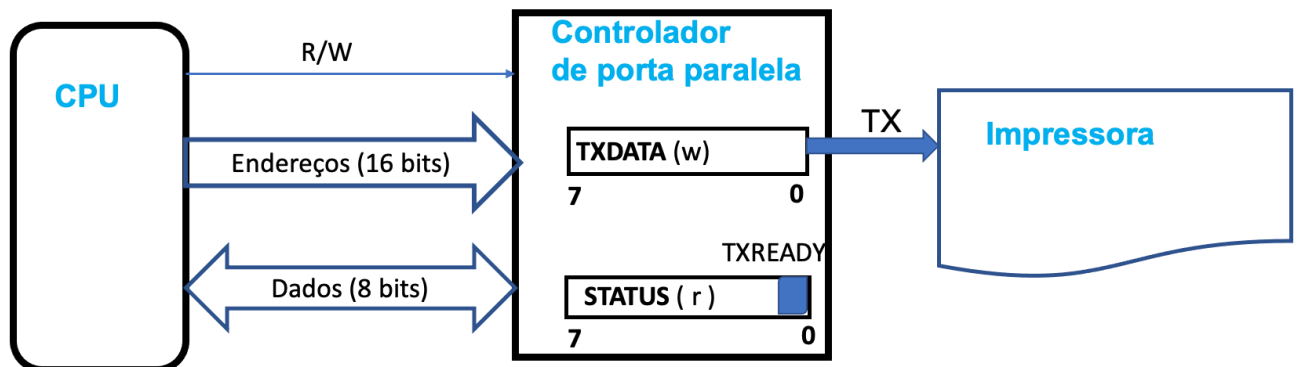 CPU
R/W
Endereços (16 bits)
Dados (8 bits)
Controlador
de porta paralela
TXDATA (w)
7 0
TXREADY
STATUS ( r )
7 0
TX
Impressora